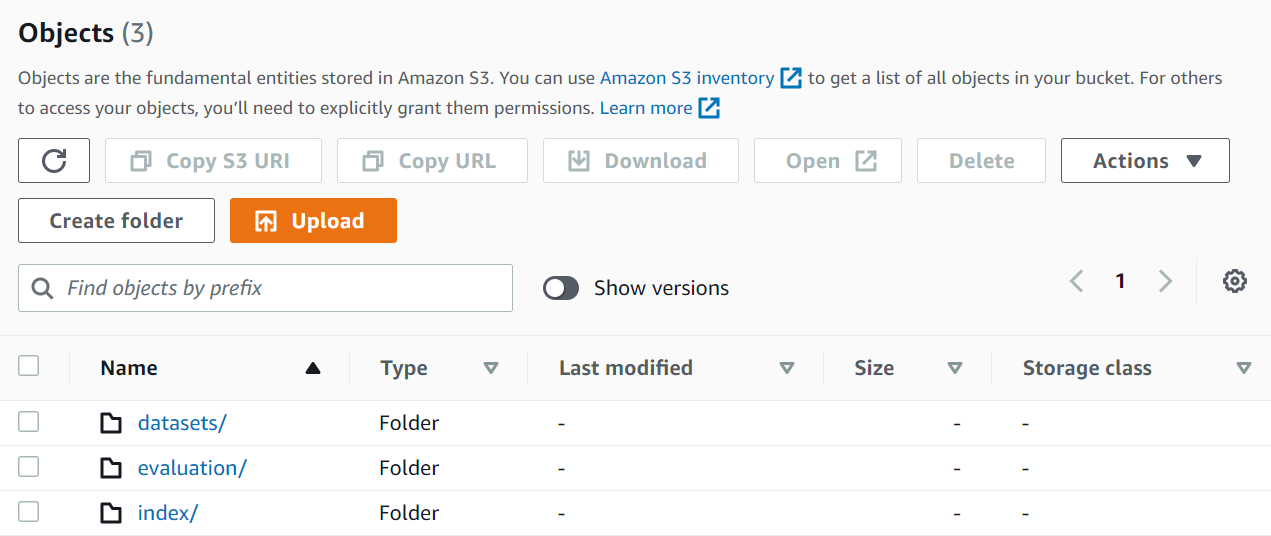 Objects (3)
Objects are the fundamental entities stored in Amazon S3. You can use Amazon S3 inventory to get a list of all objects in your bucket. For others
to access your objects, you’ll need to explicitly grant them permissions. Learn more
Copy S3 URI Copy URL Download Open Delete Actions
Create folder Upload
Find objects by prefix Show versions 1
Name Type Last modified Size Storage class
datasets/ Folder - - -
evaluation/ Folder - - -
index/ Folder - - -